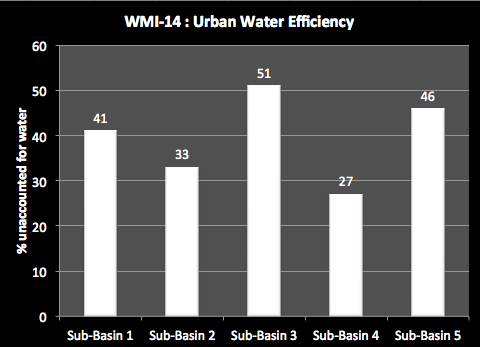 WMI-14 : Urban Water Efficiency
% unaccounted for water
60
50
40
30
20
10
0
41
33
51
27
46
Sub-Basin 1
Sub-Basin 2
Sub-Basin 3
Sub-Basin 4
Sub-Basin 5